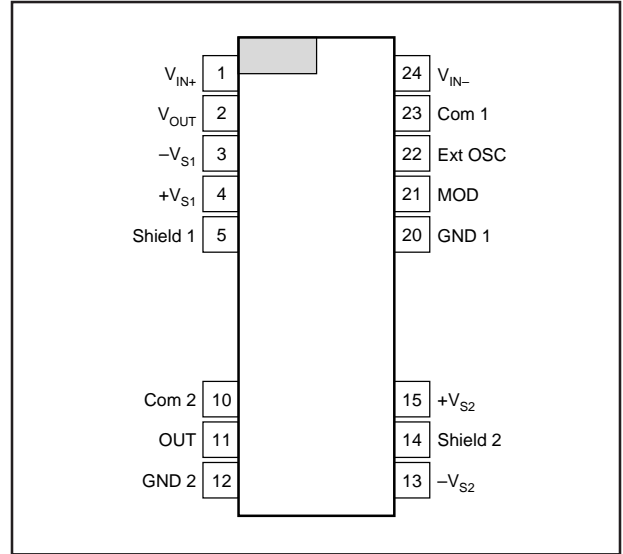 V_IN+ 1 24 V_IN–
V_OUT 2 23 Com 1
–V_S1 3 22 Ext OSC
+V_S1 4 21 MOD
Shield 1 5 20 GND 1
Com 2 10 15 +V_S2
OUT 11 14 Shield 2
GND 2 12 13 –V_S2